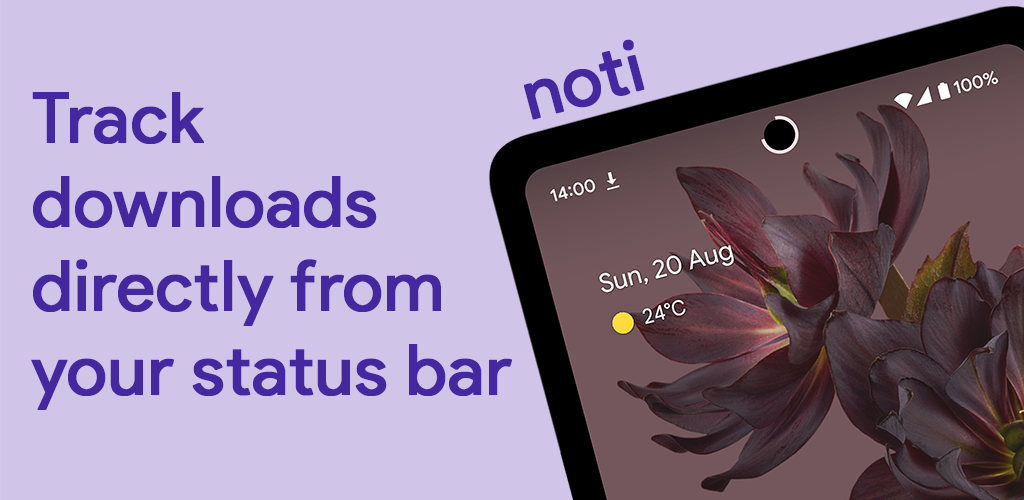 Track
downloads
directly from
your status bar
noti
100%
14:00
Sun, 20 Aug
24°C